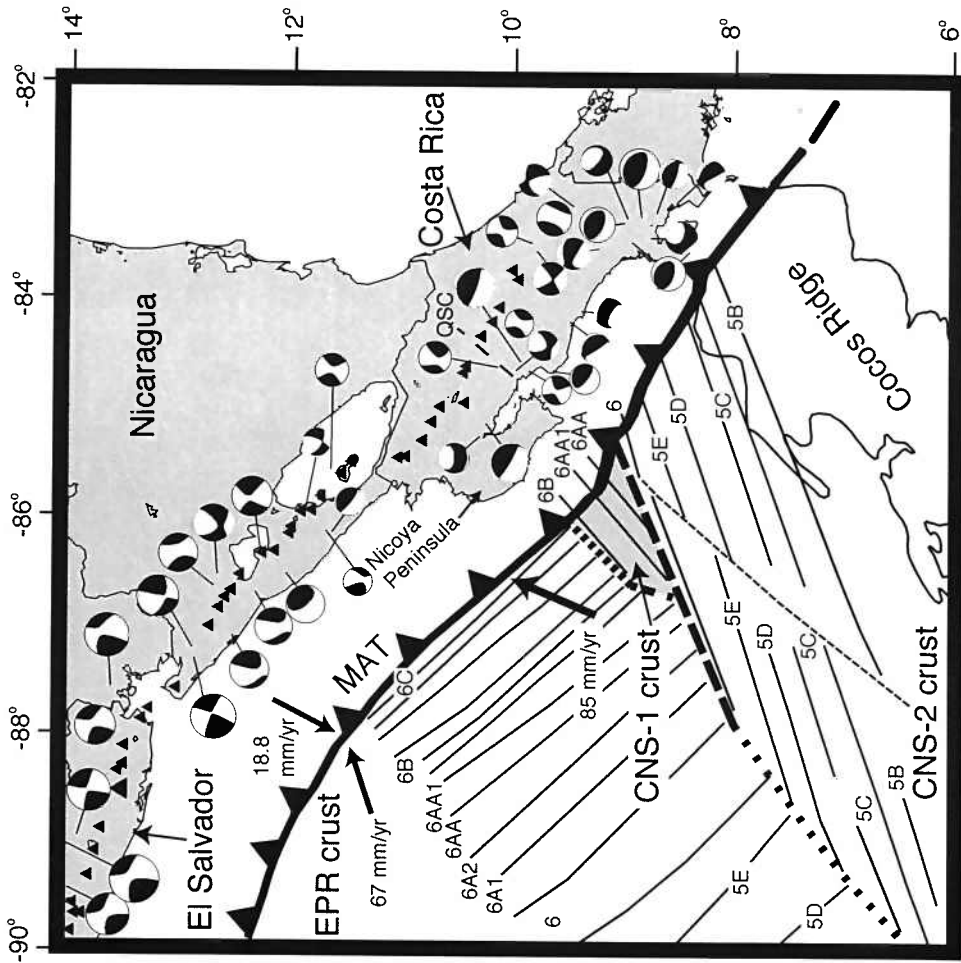 -90°
-88°
-86°
-84°
-82°
14°
12°
10°
8°
6°
Nicaragua
Costa Rica
QSC
El Salvador
Nicoya
Peninsula
MAT
18.8
mm/yr
67 mm/yr
EPR crust
85 mm/yr
CNS-1 crust
CNS-2 crust
Cocos Ridge
6C
6B
6AA1
6AA
6A2
6A1
6
5E
5D
6B
6AA1
6AA
6
5E
5D
5C
5B
5E
5D
5C
5C
5B